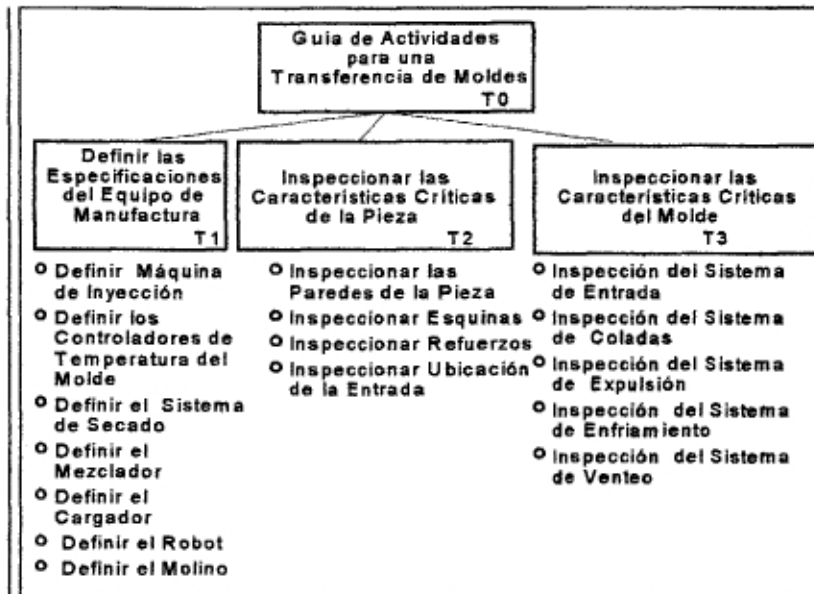 Guia de Actividades
para una
Transferencia de Moldes
T0
Definir las
Especificaciones
del Equipo de
Manufactura
T1
Definir Máquina
de Inyección
Definir los
Controladores de
Temperatura del
Molde
Definir el Sistema
de Secado
Definir el
Mezclador
Definir el
Cargador
Definir el Robot
Definir el Molino
Inspeccionar las
Características Críticas
de la Pieza
T2
Inspeccionar las
Paredes de la Pieza
Inspeccionar Esquinas
Inspeccionar Refuerzos
Inspeccionar Ubicación
de la Entrada
Inspeccionar las
Características Críticas
del Molde
T3
Inspección del Sistema
de Entrada
Inspección del Sistema
de Coladas
Inspección del Sistema
de Expulsión
Inspección del Sistema
de Enfriamiento
Inspección del Sistema
de Venteo